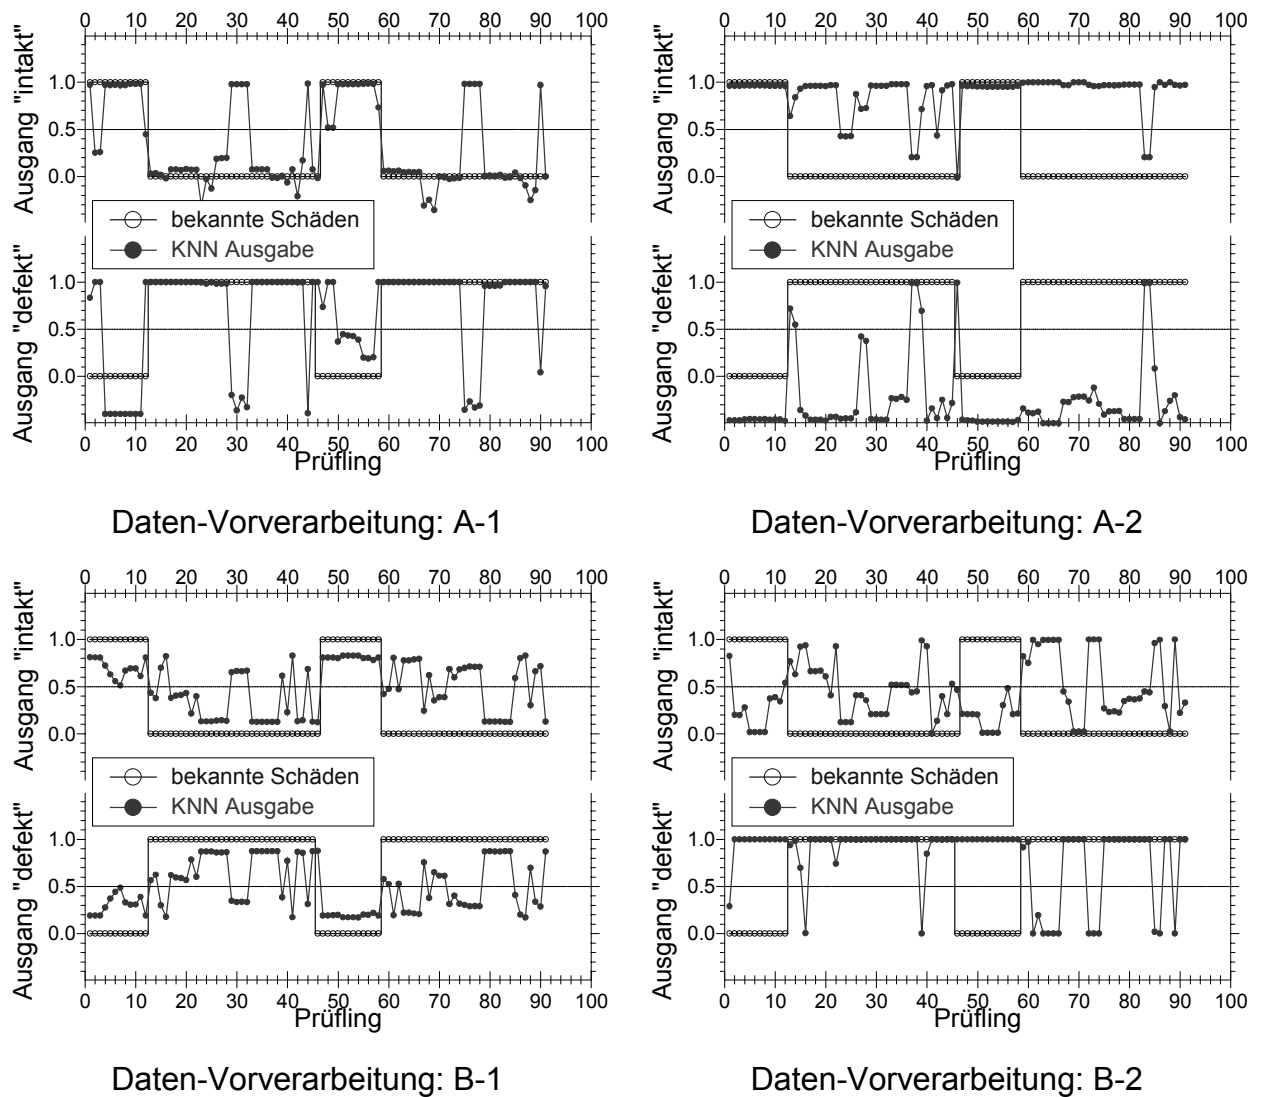 0 10 20 30 40 50 60 70 80 90 100
Ausgang "intakt"
1.0
0.5
0.0
bekannte Schäden
KNN Ausgabe
Ausgang "defekt"
1.0
0.5
0.0
0 10 20 30 40 50 60 70 80 90 100
Prüfling
Daten-Vorverarbeitung: A-1
0 10 20 30 40 50 60 70 80 90 100
Ausgang "intakt"
1.0
0.5
0.0
bekannte Schäden
KNN Ausgabe
Ausgang "defekt"
1.0
0.5
0.0
0 10 20 30 40 50 60 70 80 90 100
Prüfling
Daten-Vorverarbeitung: A-2
0 10 20 30 40 50 60 70 80 90 100
Ausgang "intakt"
1.0
0.5
0.0
bekannte Schäden
KNN Ausgabe
Ausgang "defekt"
1.0
0.5
0.0
0 10 20 30 40 50 60 70 80 90 100
Prüfling
Daten-Vorverarbeitung: B-1
0 10 20 30 40 50 60 70 80 90 100
Ausgang "intakt"
1.0
0.5
0.0
bekannte Schäden
KNN Ausgabe
Ausgang "defekt"
1.0
0.5
0.0
0 10 20 30 40 50 60 70 80 90 100
Prüfling
Daten-Vorverarbeitung: B-2